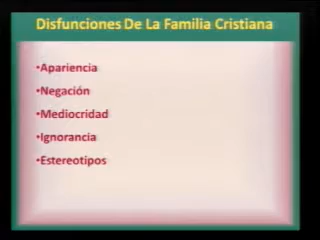 Disfunciones De La Familia Cristiana
•Apariencia
•Negación
•Mediocridad
•Ignorancia
•Estereotipos